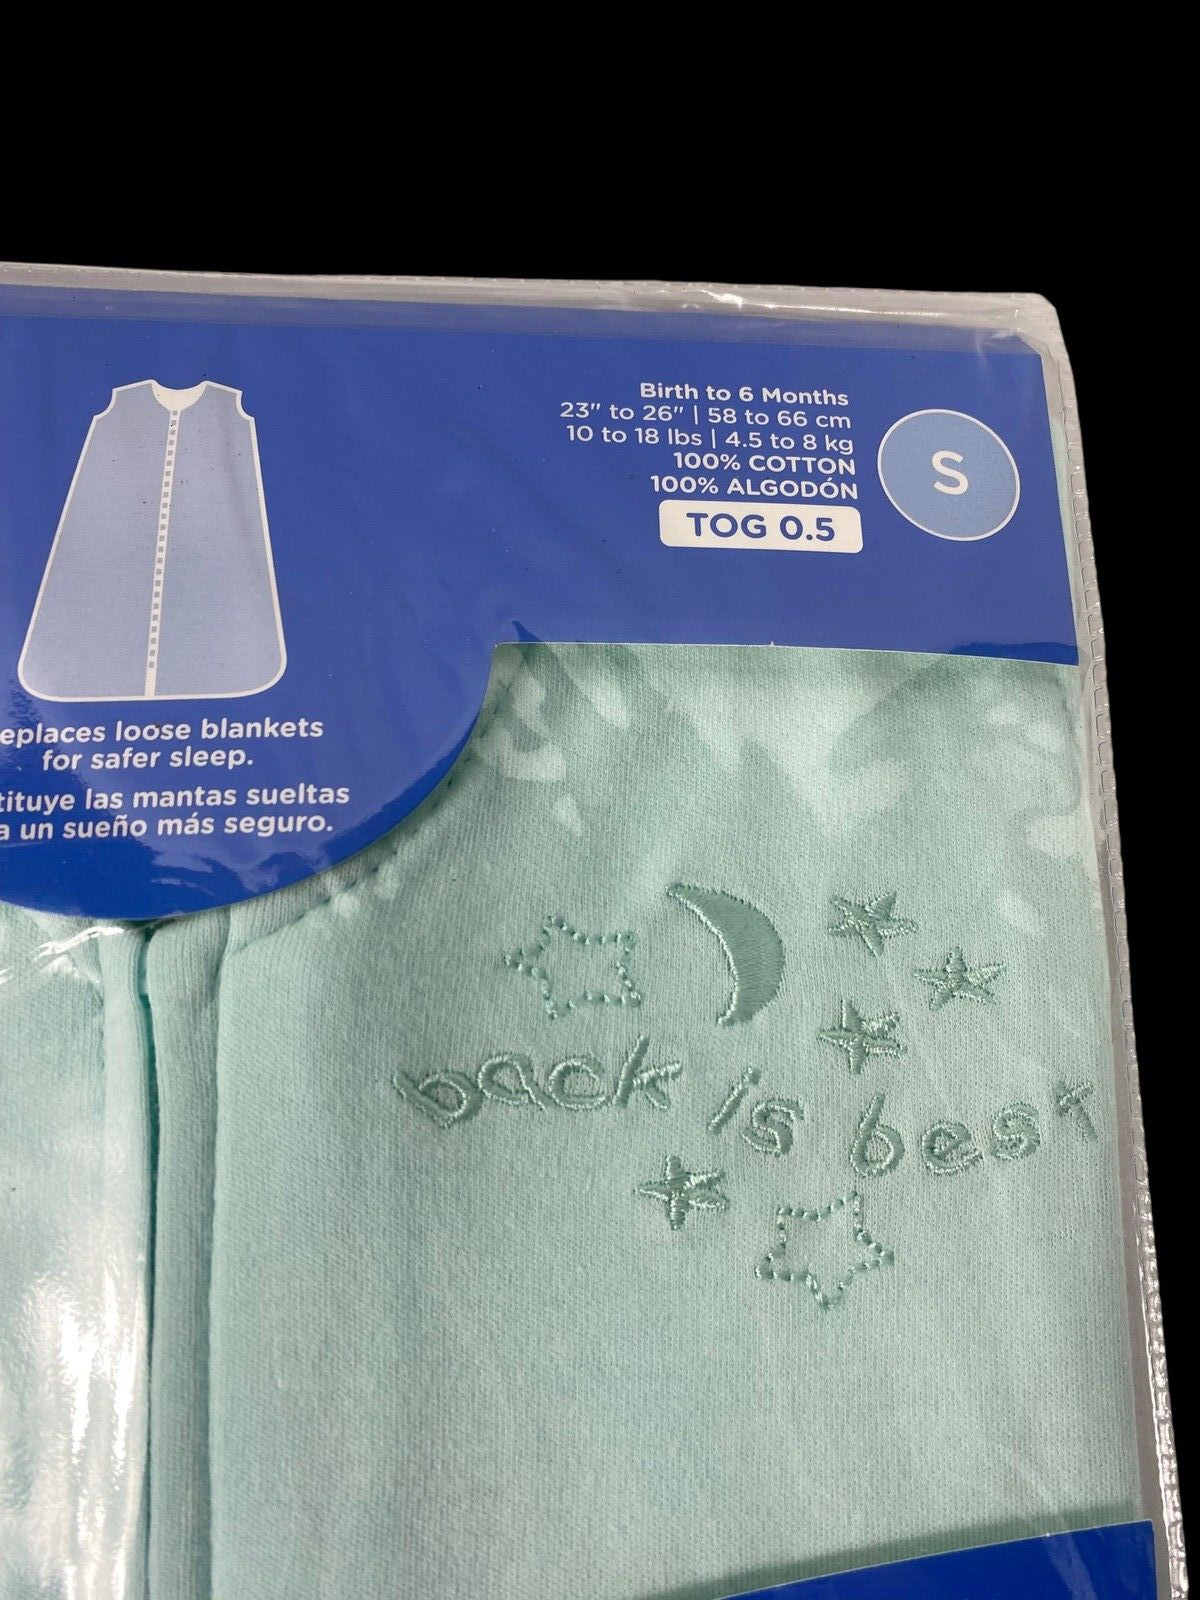 Birth to 6 Months
23" to 26" | 58 to 66 cm
10 to 18 lbs | 4.5 to 8 kg
100% COTTON
100% ALGODÓN
TOG 0.5
S
eplaces loose blankets
for safer sleep.
tituye las mantas sueltas
a un sueño más seguro.
back is best